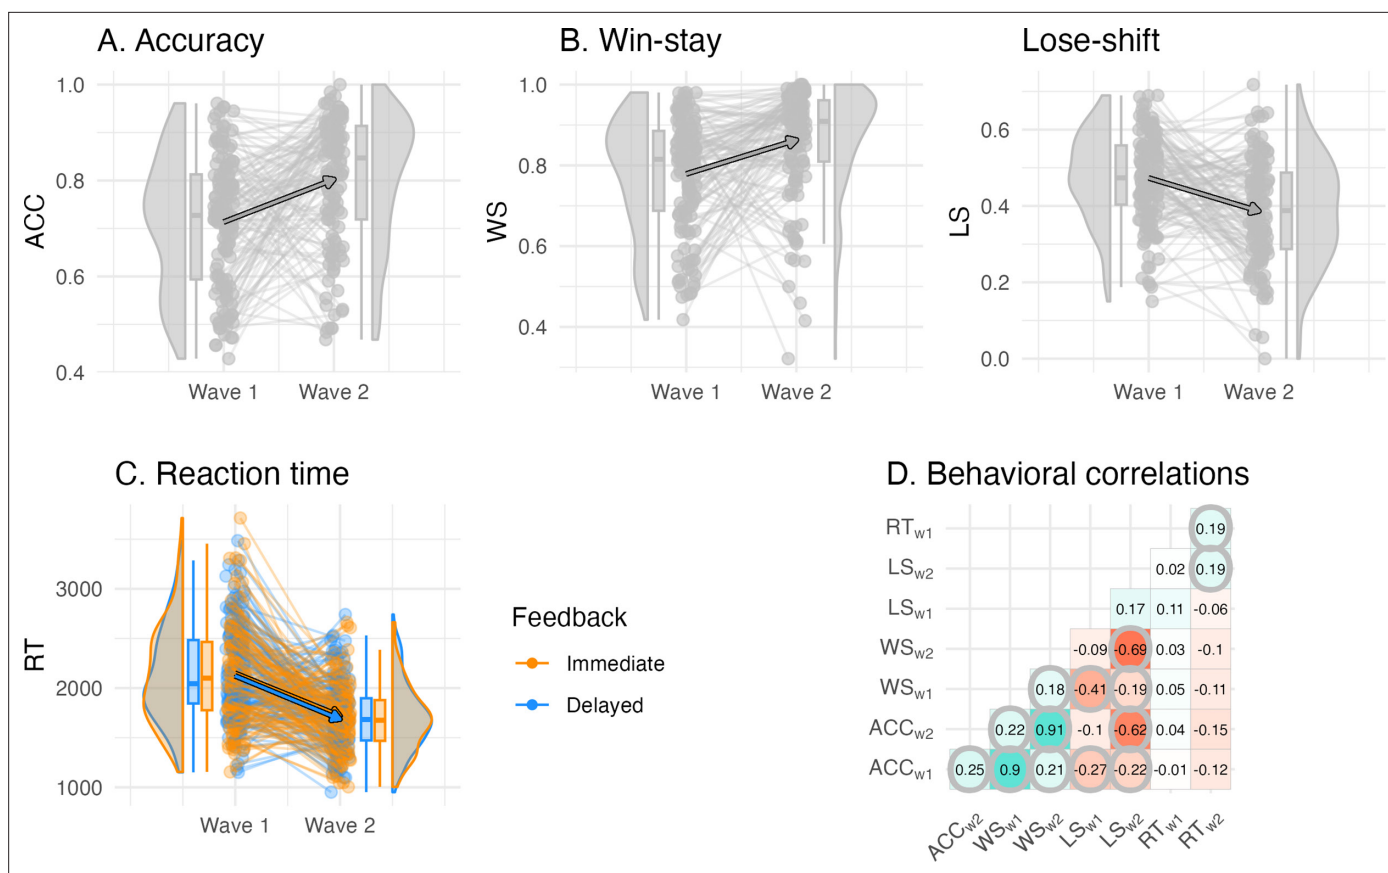 A. Accuracy
B. Win-stay
Lose-shift
ACC
1.0
0.8
0.6
0.4
Wave 1
Wave 2
WS
1.0
0.8
0.6
0.4
Wave 1
Wave 2
LS
0.6
0.4
0.2
0.0
Wave 1
Wave 2
C. Reaction time
RT
3000
2000
1000
Wave 1
Wave 2
Feedback
Immediate
Delayed
D. Behavioral correlations
RTw1 0.19
LSw2 0.02 0.19
LSw1 0.17 0.11 -0.06
WSw2 -0.09 -0.69 0.03 -0.1
WSw1 0.18 -0.41 -0.19 0.05 -0.11
ACCw2 0.22 0.91 -0.1 -0.62 0.04 -0.15
ACCw1 0.25 0.9 0.21 -0.27 -0.22 -0.01 -0.12
ACCw2 WSw1 WSw2 LSw1 LSw2 RTw1 RTw2